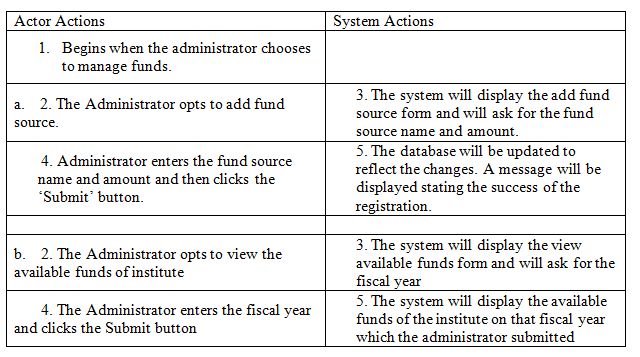 Actor Actions
System Actions
1. Begins when the administrator chooses
to manage funds.
a. 2. The Administrator opts to add fund
source.
3. The system will display the add fund
source form and will ask for the fund
source name and amount.
4. Administrator enters the fund source
name and amount and then clicks the
‘Submit’ button.
5. The database will be updated to
reflect the changes. A message will be
displayed stating the success of the
registration.
b. 2. The Administrator opts to view the
available funds of institute
3. The system will display the view
available funds form and will ask for the
fiscal year
4. The Administrator enters the fiscal year
and clicks the Submit button
5. The system will display the available
funds of the institute on that fiscal year
which the administrator submitted